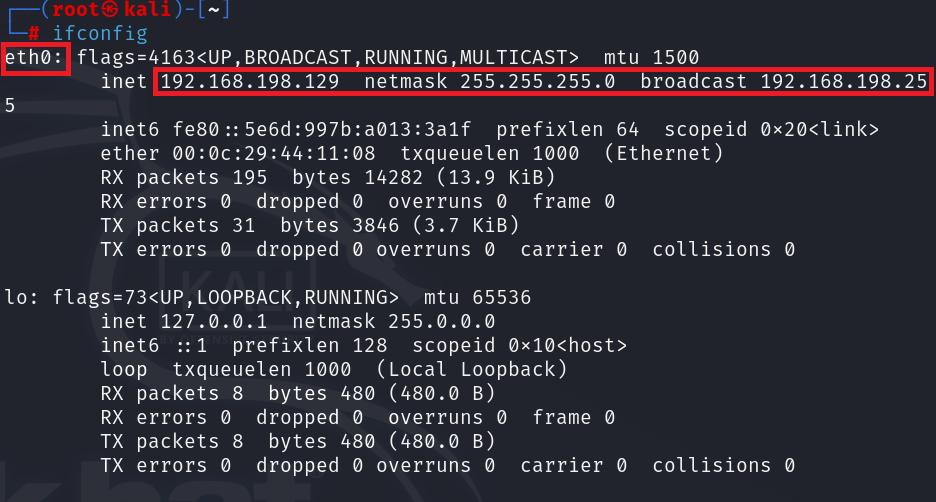 ┌──(root㉿kali)-[~]
└─# ifconfig
eth0: flags=4163<UP,BROADCAST,RUNNING,MULTICAST>  mtu 1500
        inet 192.168.198.129  netmask 255.255.255.0  broadcast 192.168.198.25
5
        inet6 fe80::5e6d:997b:a013:3a1f  prefixlen 64  scopeid 0×20<link>
        ether 00:0c:29:44:11:08  txqueuelen 1000  (Ethernet)
        RX packets 195  bytes 14282 (13.9 KiB)
        RX errors 0  dropped 0  overruns 0  frame 0
        TX packets 31  bytes 3846 (3.7 KiB)
        TX errors 0  dropped 0 overruns 0  carrier 0  collisions 0

lo: flags=73<UP,LOOPBACK,RUNNING>  mtu 65536
        inet 127.0.0.1  netmask 255.0.0.0
        inet6 ::1  prefixlen 128  scopeid 0×10<host>
        loop  txqueuelen 1000  (Local Loopback)
        RX packets 8  bytes 480 (480.0 B)
        RX errors 0  dropped 0  overruns 0  frame 0
        TX packets 8  bytes 480 (480.0 B)
        TX errors 0  dropped 0 overruns 0  carrier 0  collisions 0
KALI